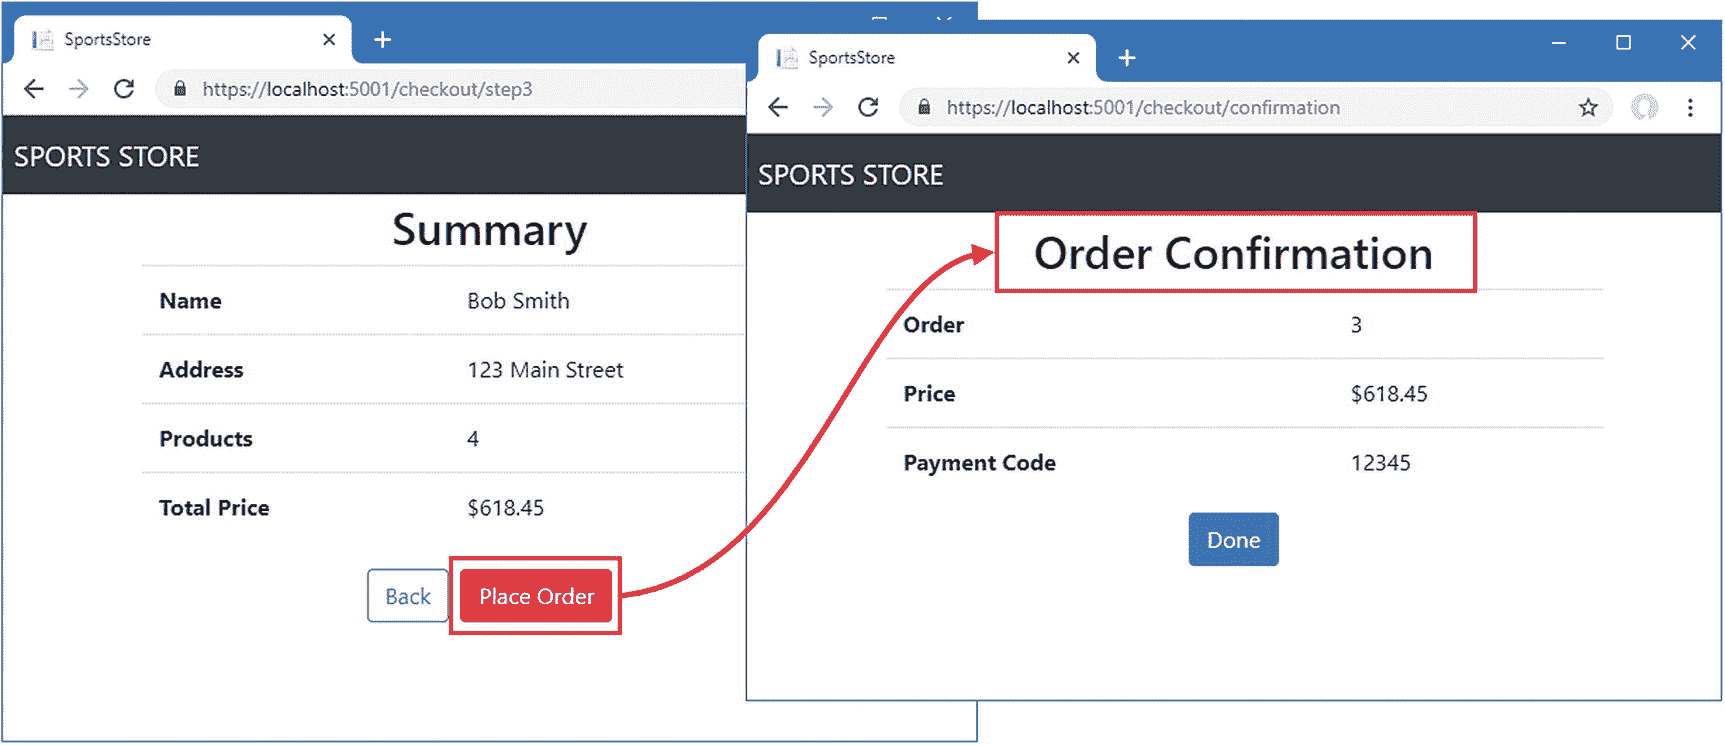 SportsStore
https://localhost:5001/checkout/step3
SPORTS STORE
Summary
Name Bob Smith
Address 123 Main Street
Products 4
Total Price $618.45
Back Place Order
SportsStore
https://localhost:5001/checkout/confirmation
SPORTS STORE
Order Confirmation
Order 3
Price $618.45
Payment Code 12345
Done